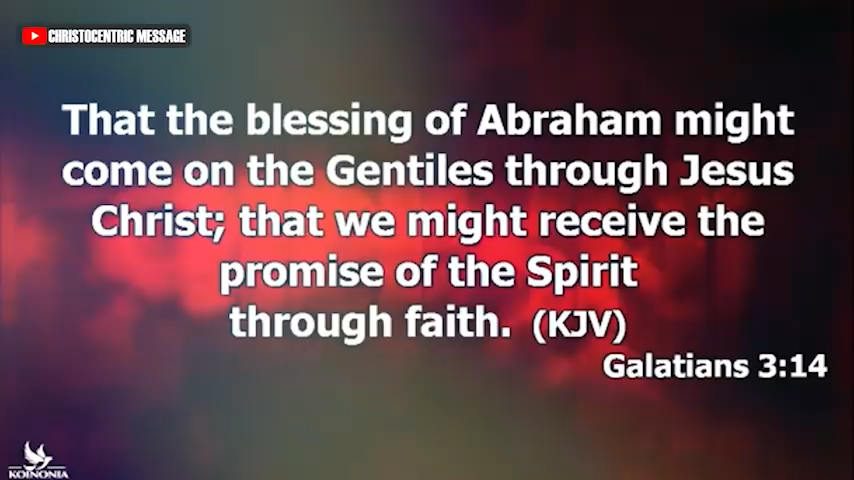 CHRISTOCENTRIC MESSAGE
That the blessing of Abraham might
come on the Gentiles through Jesus
Christ; that we might receive the
promise of the Spirit
through faith. (KJV)
Galatians 3:14
KOINONIA